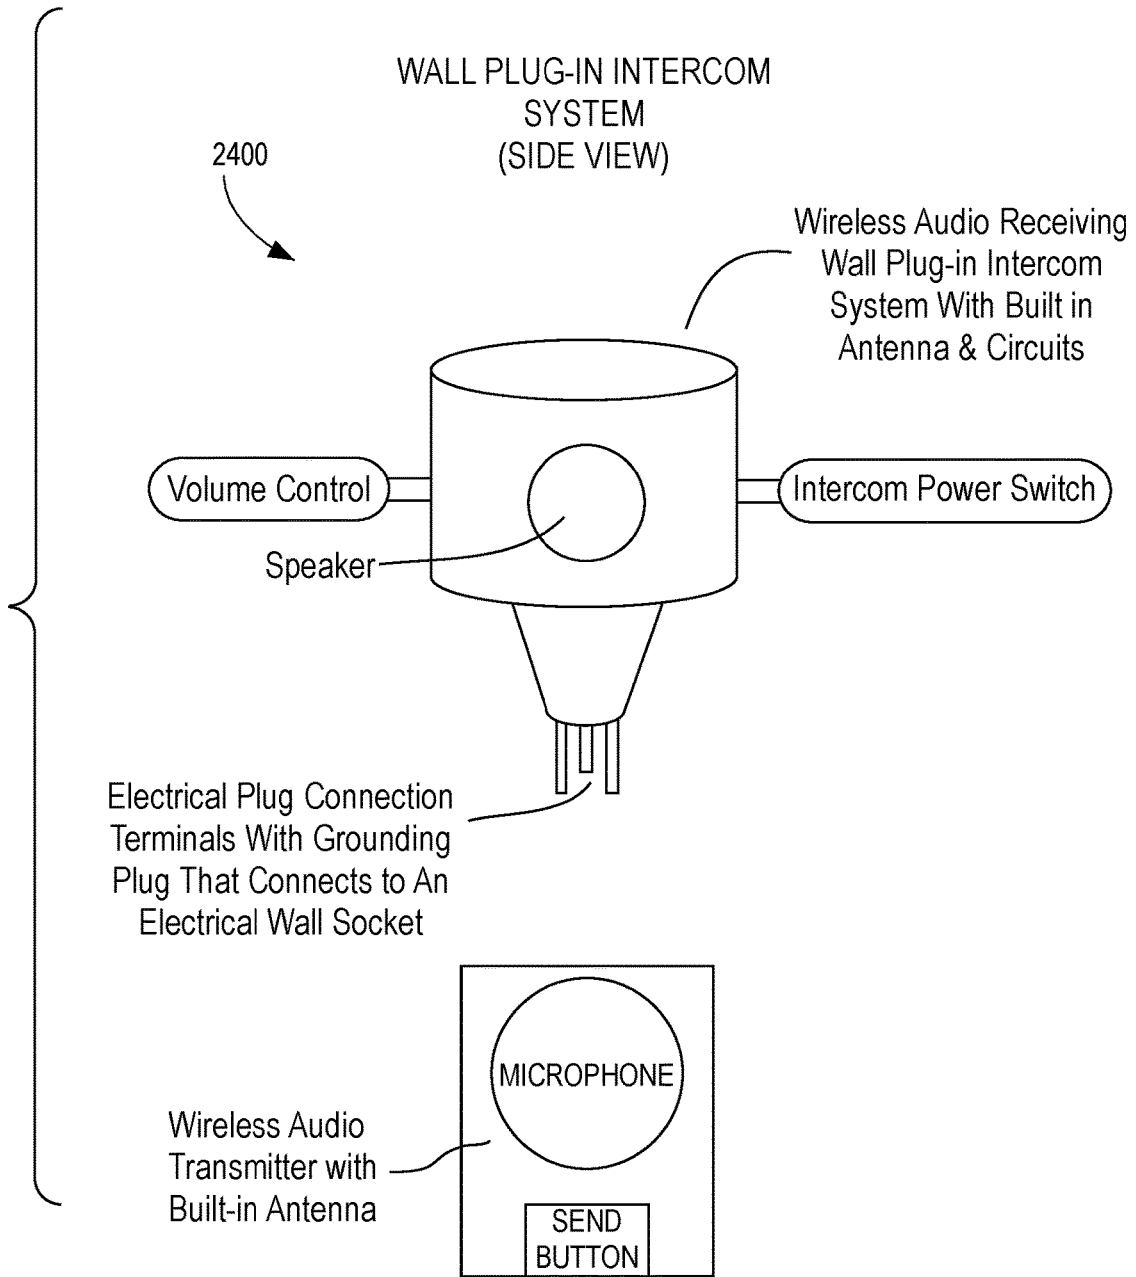 WALL PLUG-IN INTERCOM
SYSTEM
(SIDE VIEW)
2400
Wireless Audio Receiving
Wall Plug-in Intercom
System With Built in
Antenna & Circuits
Volume Control
Intercom Power Switch
Speaker
Electrical Plug Connection
Terminals With Grounding
Plug That Connects to An
Electrical Wall Socket
MICROPHONE
Wireless Audio
Transmitter with
Built-in Antenna
SEND
BUTTON